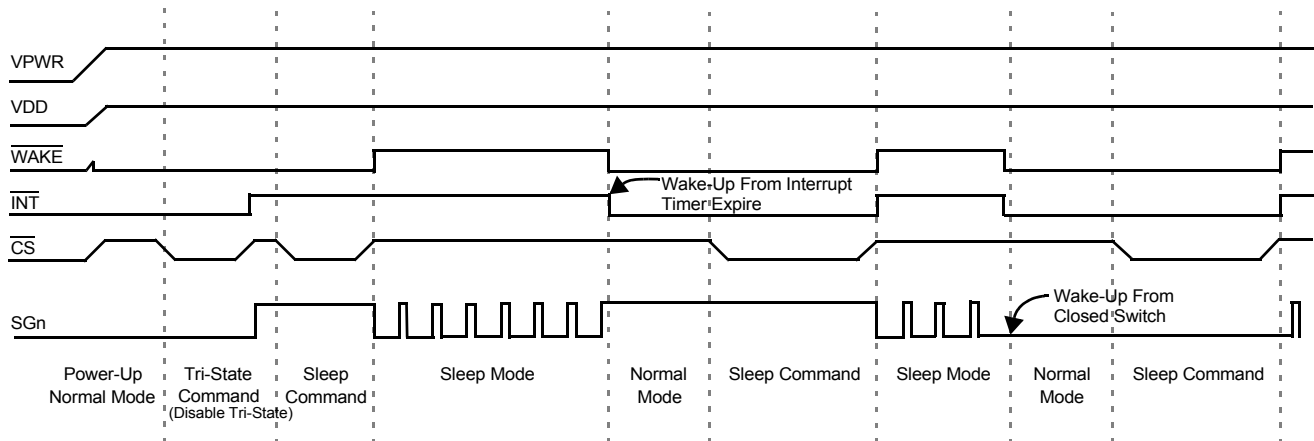 VPWR
VDD
WAKE
Wake-Up From Interrupt
Timer Expire
INT
CS
Wake-Up From
Closed Switch
SGn
Power-Up
Normal Mode
Tri-State
Command
(Disable Tri-State)
Sleep
Command
Sleep Mode
Normal
Mode
Sleep Command
Sleep Mode
Normal
Mode
Sleep Command